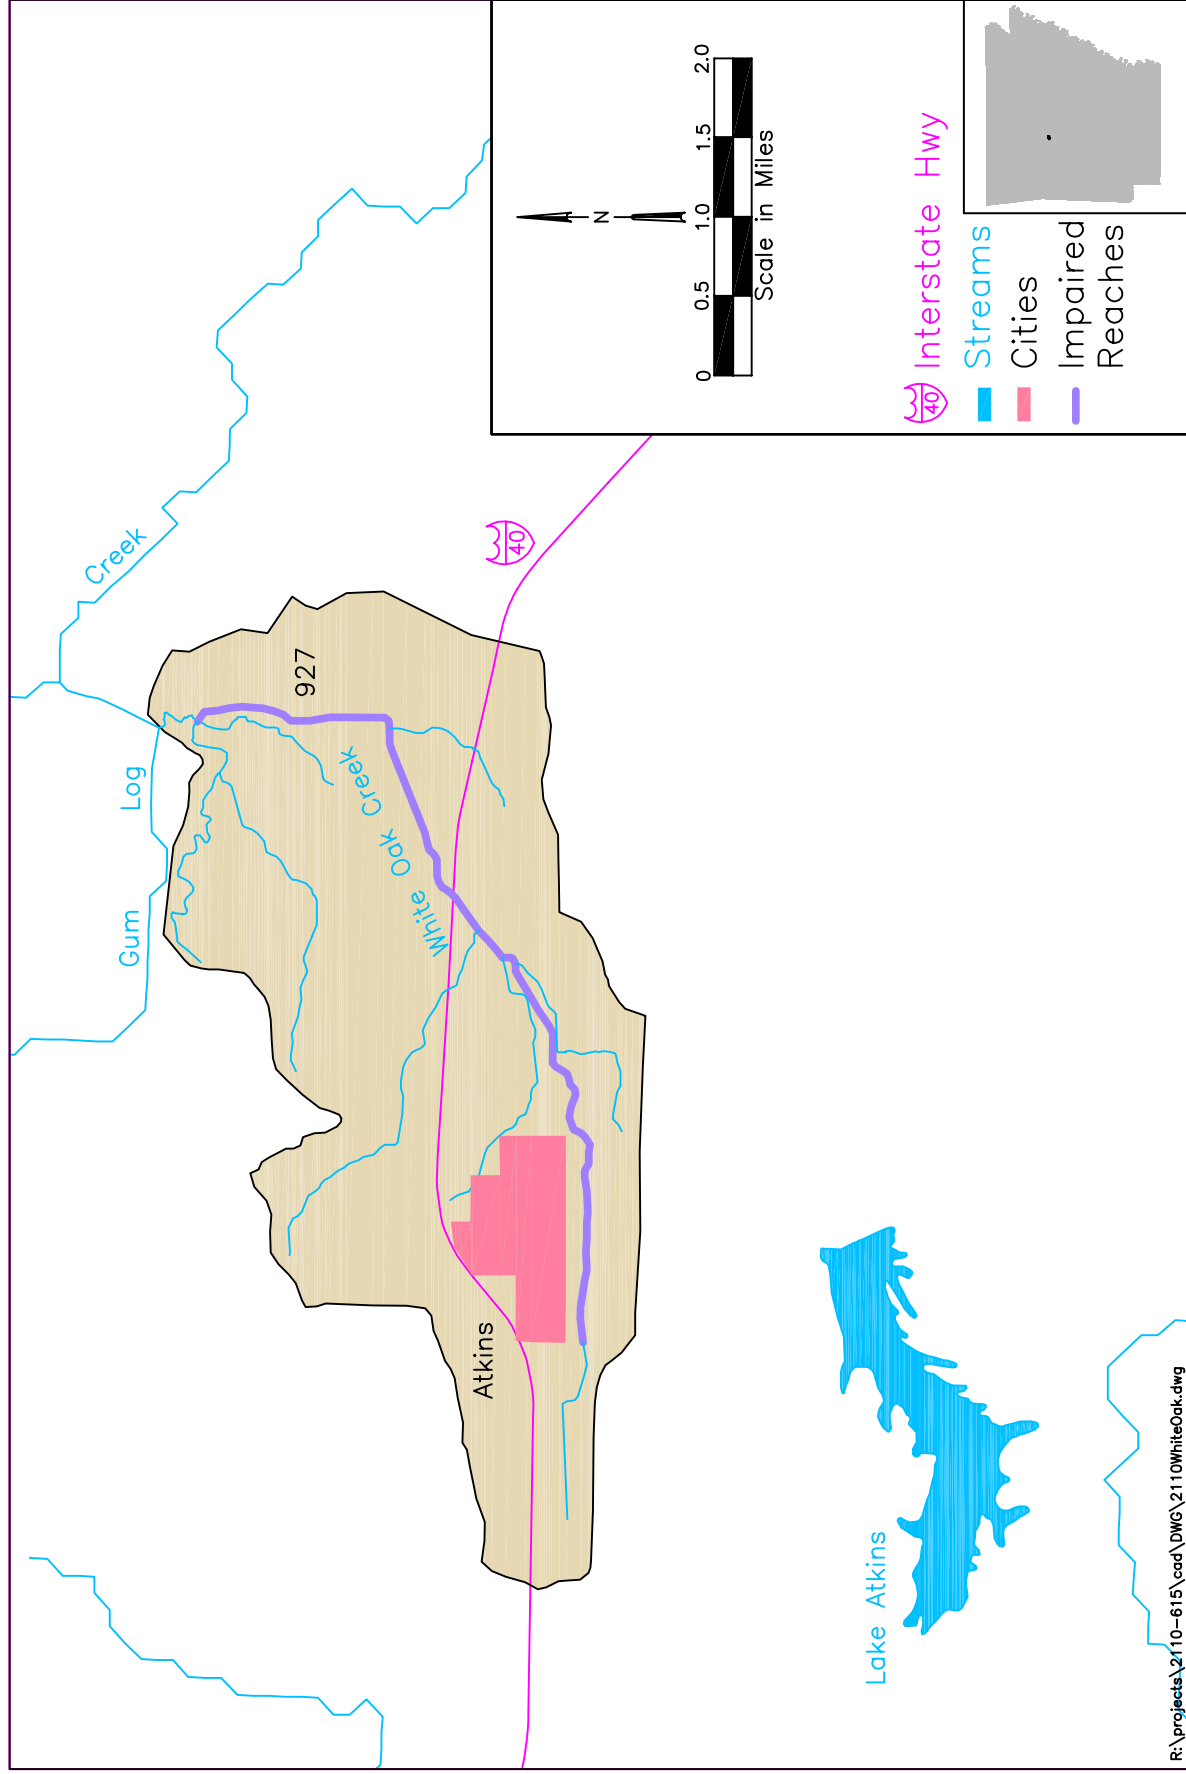 Gum
Log
Creek
927
White Oak Creek
40
Atkins
Lake Atkins
N
0 0.5 1.0 1.5 2.0
Scale in Miles
40 Interstate Hwy
Streams
Cities
Impaired
Reaches
R:\projects\2110-615\cad\DWG\2110WhiteOak.dwg